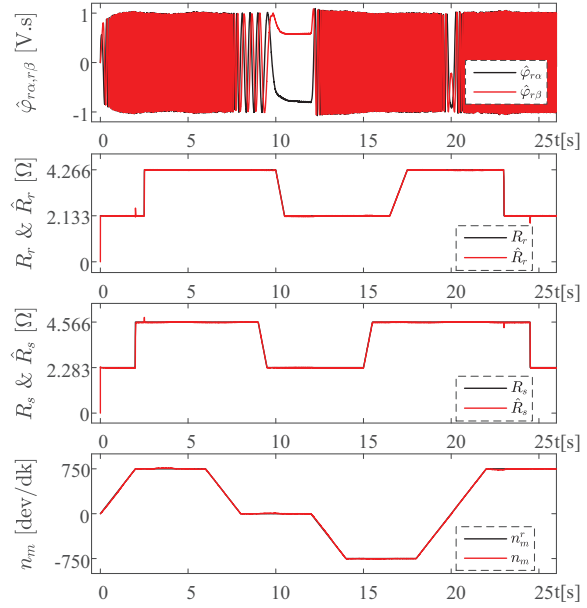 φ̂rα,rβ [V.s]
1
0
-1
φ̂rα
φ̂rβ
0 5 10 15 20 25t[s]
Rr & R̂r [Ω]
4.266
2.133
0
Rr
R̂r
0 5 10 15 20 25t[s]
Rs & R̂s [Ω]
4.566
2.283
0
Rs
R̂s
0 5 10 15 20 25t[s]
nm [dev/dk]
750
0
-750
nʳm
nm
0 5 10 15 20 25t[s]